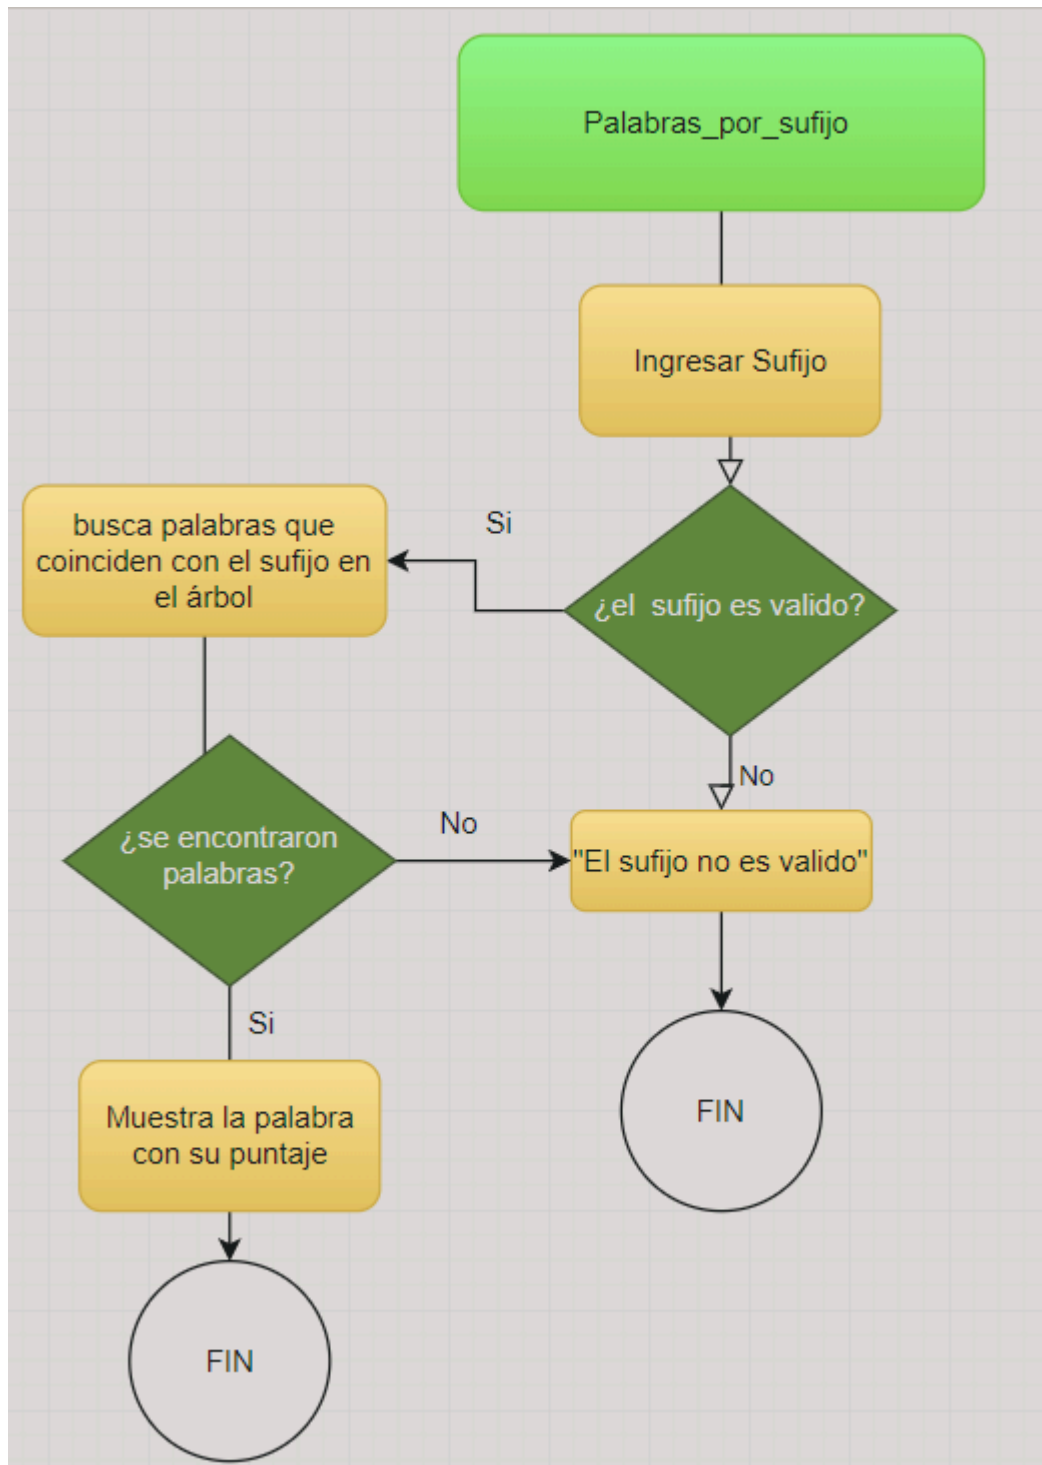 Palabras_por_sufijo
Ingresar Sufijo
Si
busca palabras que
coinciden con el sufijo en
el árbol
¿el sufijo es valido?
No
¿se encontraron
palabras?
No
"El sufijo no es valido"
Si
Muestra la palabra
con su puntaje
FIN
FIN